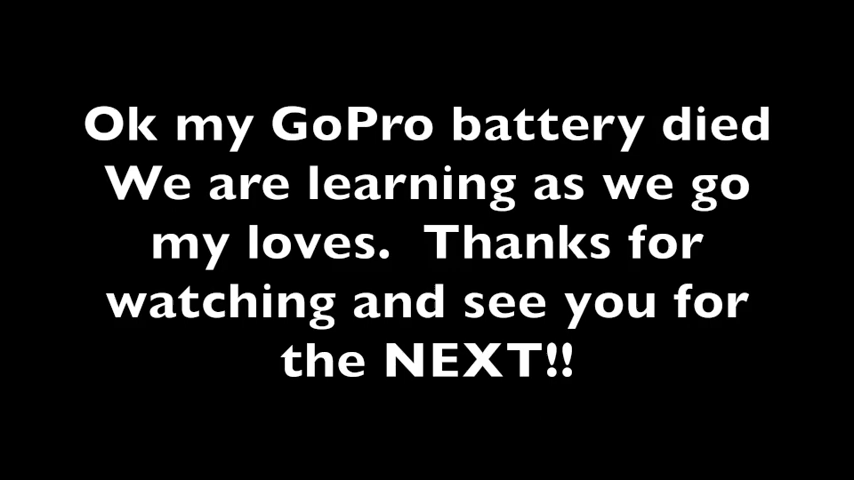 Ok my GoPro battery died
We are learning as we go
my loves.  Thanks for
watching and see you for
the NEXT!!